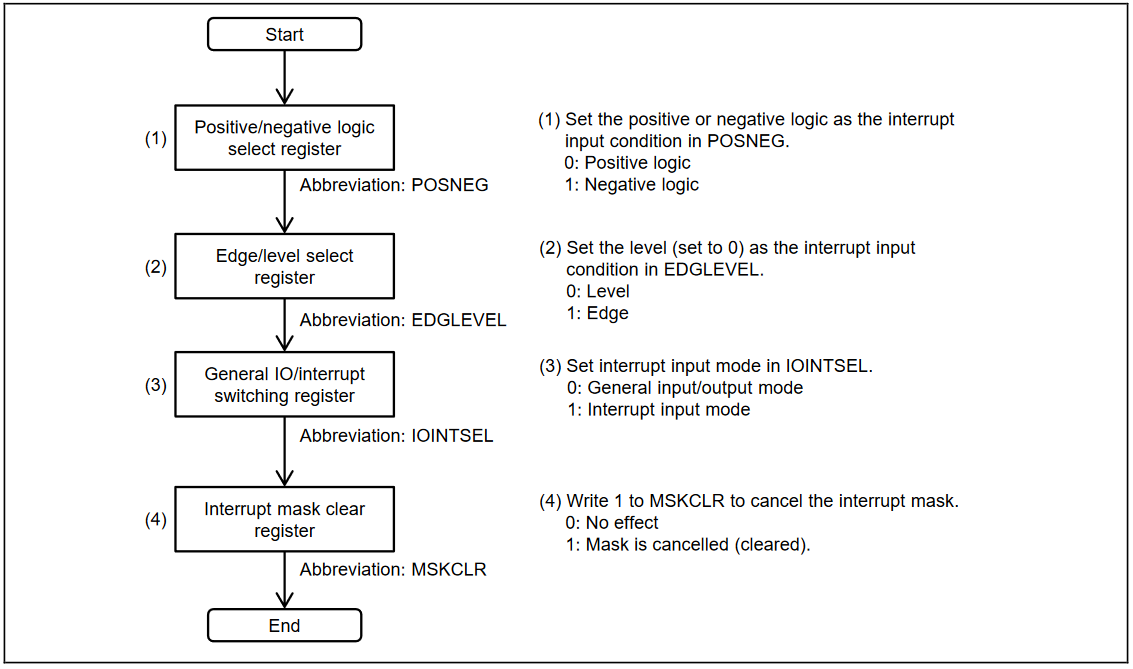 Start
(1)
Positive/negative logic
select register
Abbreviation: POSNEG
(1) Set the positive or negative logic as the interrupt
input condition in POSNEG.
0: Positive logic
1: Negative logic
(2)
Edge/level select
register
Abbreviation: EDGLEVEL
(2) Set the level (set to 0) as the interrupt input
condition in EDGLEVEL.
0: Level
1: Edge
(3)
General IO/interrupt
switching register
Abbreviation: IOINTSEL
(3) Set interrupt input mode in IOINTSEL.
0: General input/output mode
1: Interrupt input mode
(4)
Interrupt mask clear
register
Abbreviation: MSKCLR
(4) Write 1 to MSKCLR to cancel the interrupt mask.
0: No effect
1: Mask is cancelled (cleared).
End